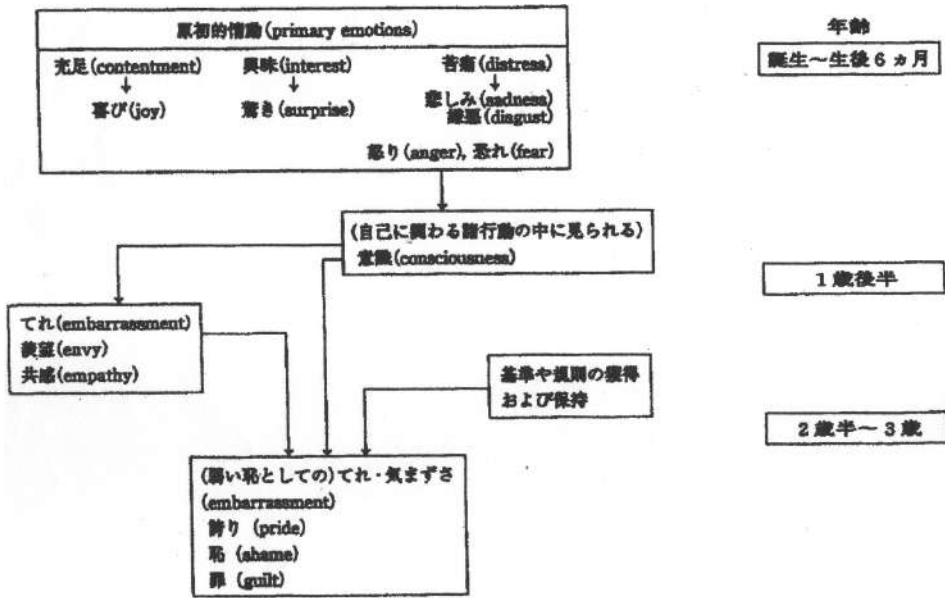 原初的情動(primary emotions)
充足(contentment) 興味(interest) 苦痛(distress)
喜び(joy) 驚き(surprise) 悲しみ(sadness)
嫌悪(disgust)
怒り(anger), 恐れ(fear)
年齢
誕生～生後6ヵ月
(自己に関わる諸行動の中に見られる)
意識(consciousness)
1歳後半
てれ(embarrassment)
羨望(envy)
共感(empathy)
基準や規則の獲得
および保持
2歳半～3歳
(弱い恥としての)てれ・気まずさ
(embarrassment)
誇り (pride)
恥 (shame)
罪 (guilt)